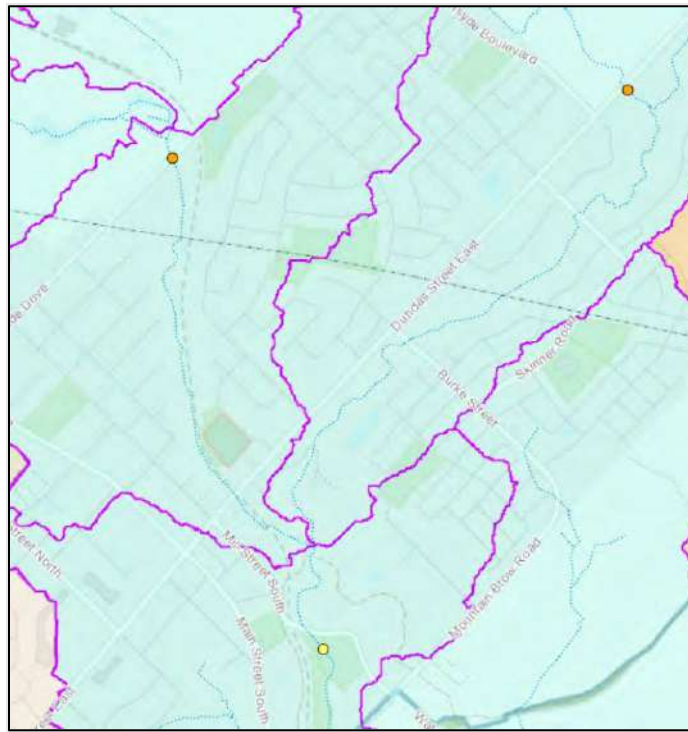 Boulevard
Dundas Street East
Skinner Road
Burke Street
Mill Street South
Mountain Brow Road
Street North
Main Street South
East